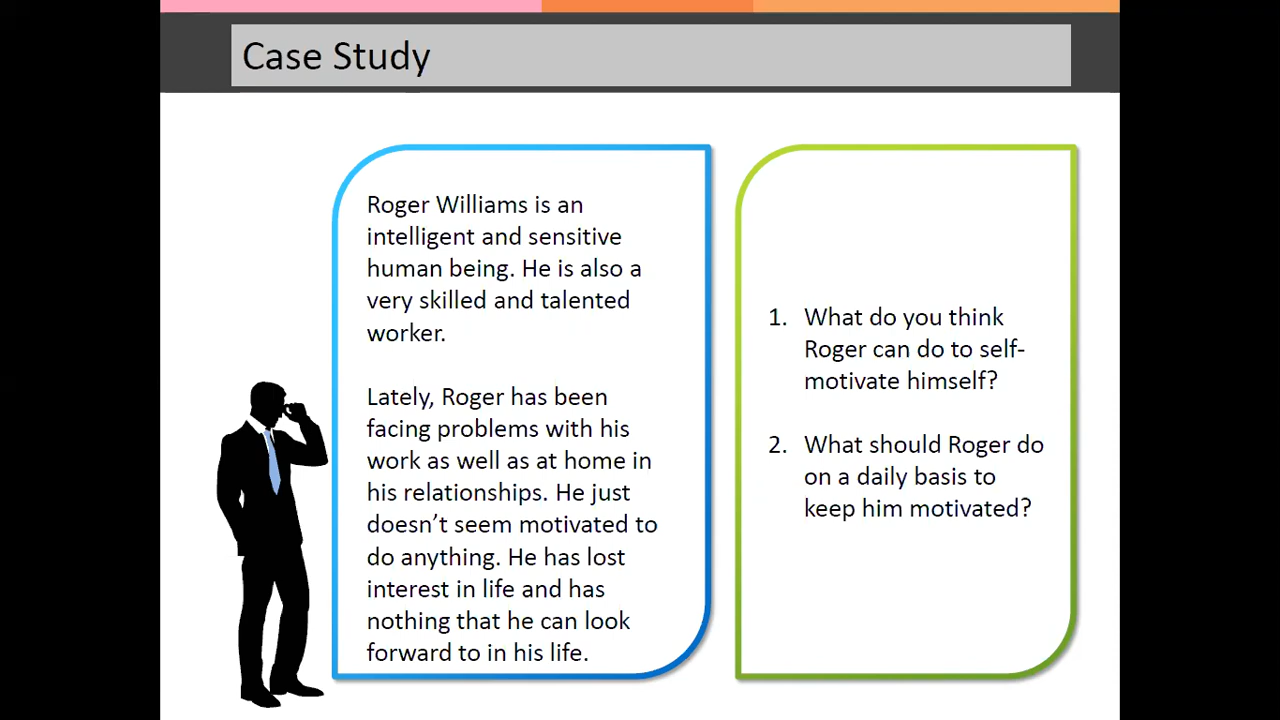 Case Study
Roger Williams is an
intelligent and sensitive
human being. He is also a
very skilled and talented
worker.
Lately, Roger has been
facing problems with his
work as well as at home in
his relationships. He just
doesn’t seem motivated to
do anything. He has lost
interest in life and has
nothing that he can look
forward to in his life.
1. What do you think
Roger can do to self-
motivate himself?
2. What should Roger do
on a daily basis to
keep him motivated?